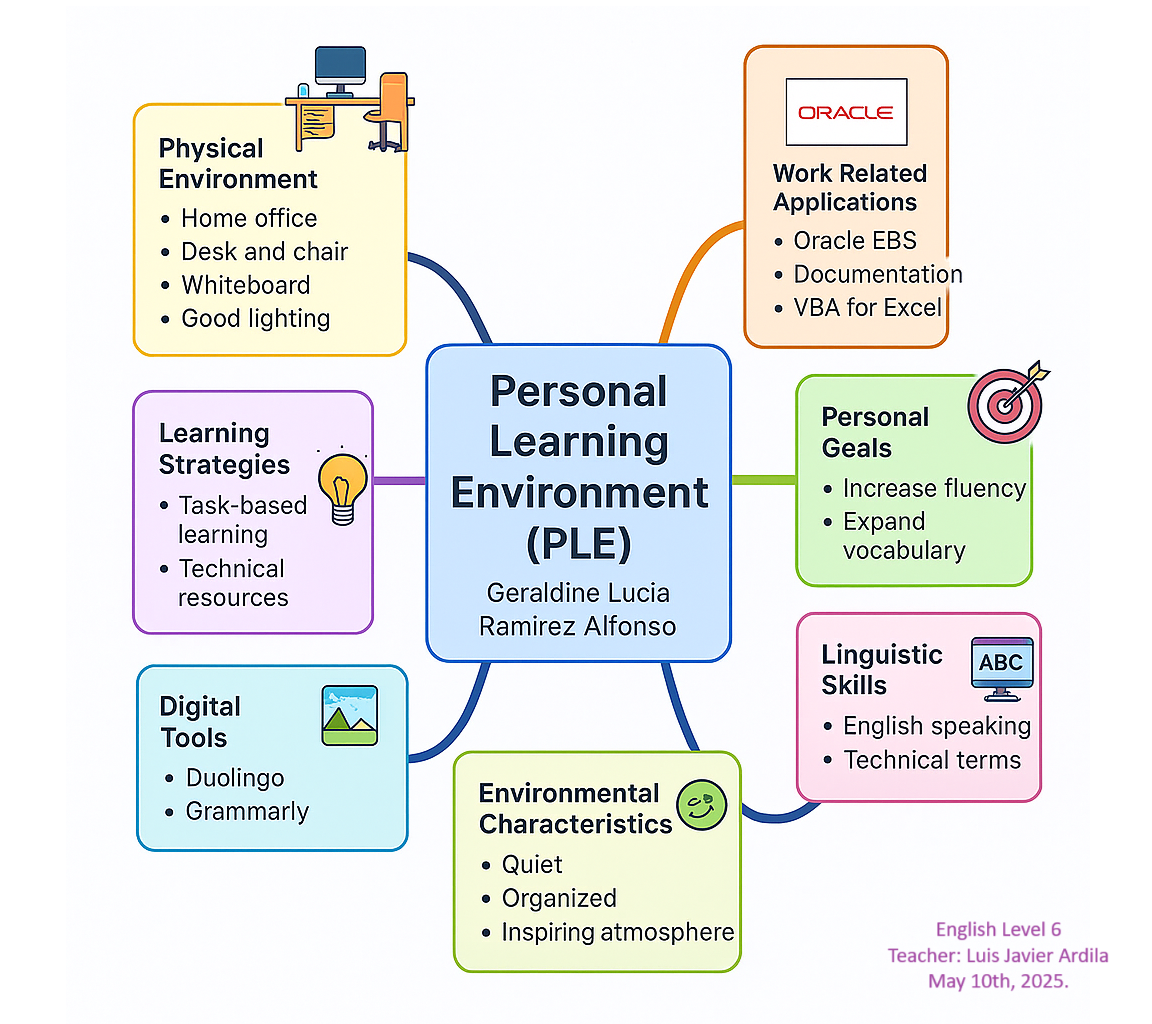 Physical
Environment
• Home office
• Desk and chair
• Whiteboard
• Good lighting
ORACLE
Work Related
Applications
• Oracle EBS
• Documentation
• VBA for Excel
Personal
Learning
Environment
(PLE)
Geraldine Lucia
Ramirez Alfonso
Learning
Strategies
• Task-based
learning
• Technical
resources
Personal
Goals
• Increase fluency
• Expand
vocabulary
Digital
Tools
• Duolingo
• Grammarly
Linguistic
Skills
ABC
• English speaking
• Technical terms
Environmental
Characteristics
• Quiet
• Organized
• Inspiring atmosphere
English Level 6
Teacher: Luis Javier Ardila
May 10th, 2025.